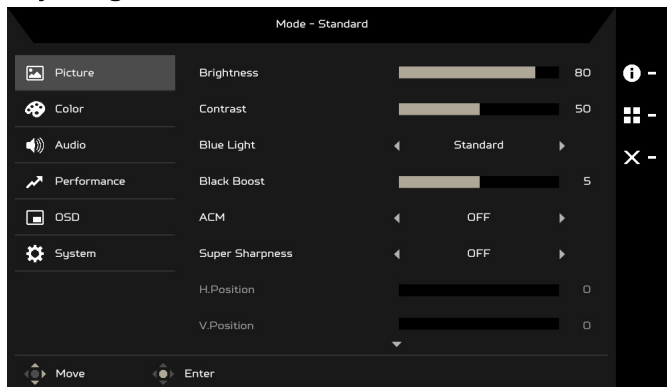 Mode - Standard
Picture
Brightness 80
Color
Contrast 50
Audio
Blue Light Standard
Performance
Black Boost 5
OSD
ACM OFF
System
Super Sharpness OFF
H.Position 0
V.Position 0
Move Enter